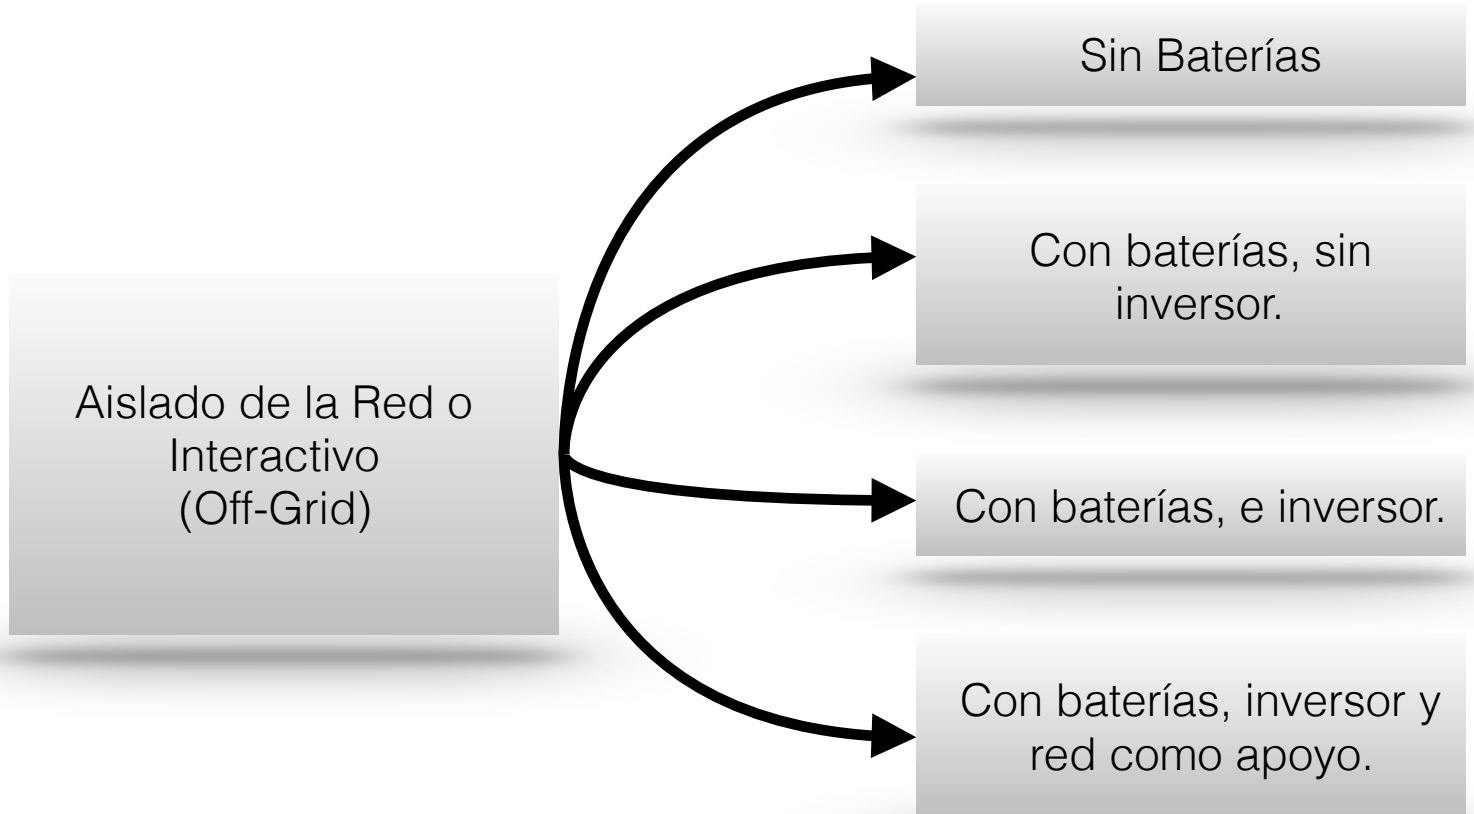 Sin Baterías
Con baterías, sin
inversor.
Aislado de la Red o
Interactivo
(Off-Grid)
Con baterías, e inversor.
Con baterías, inversor y
red como apoyo.